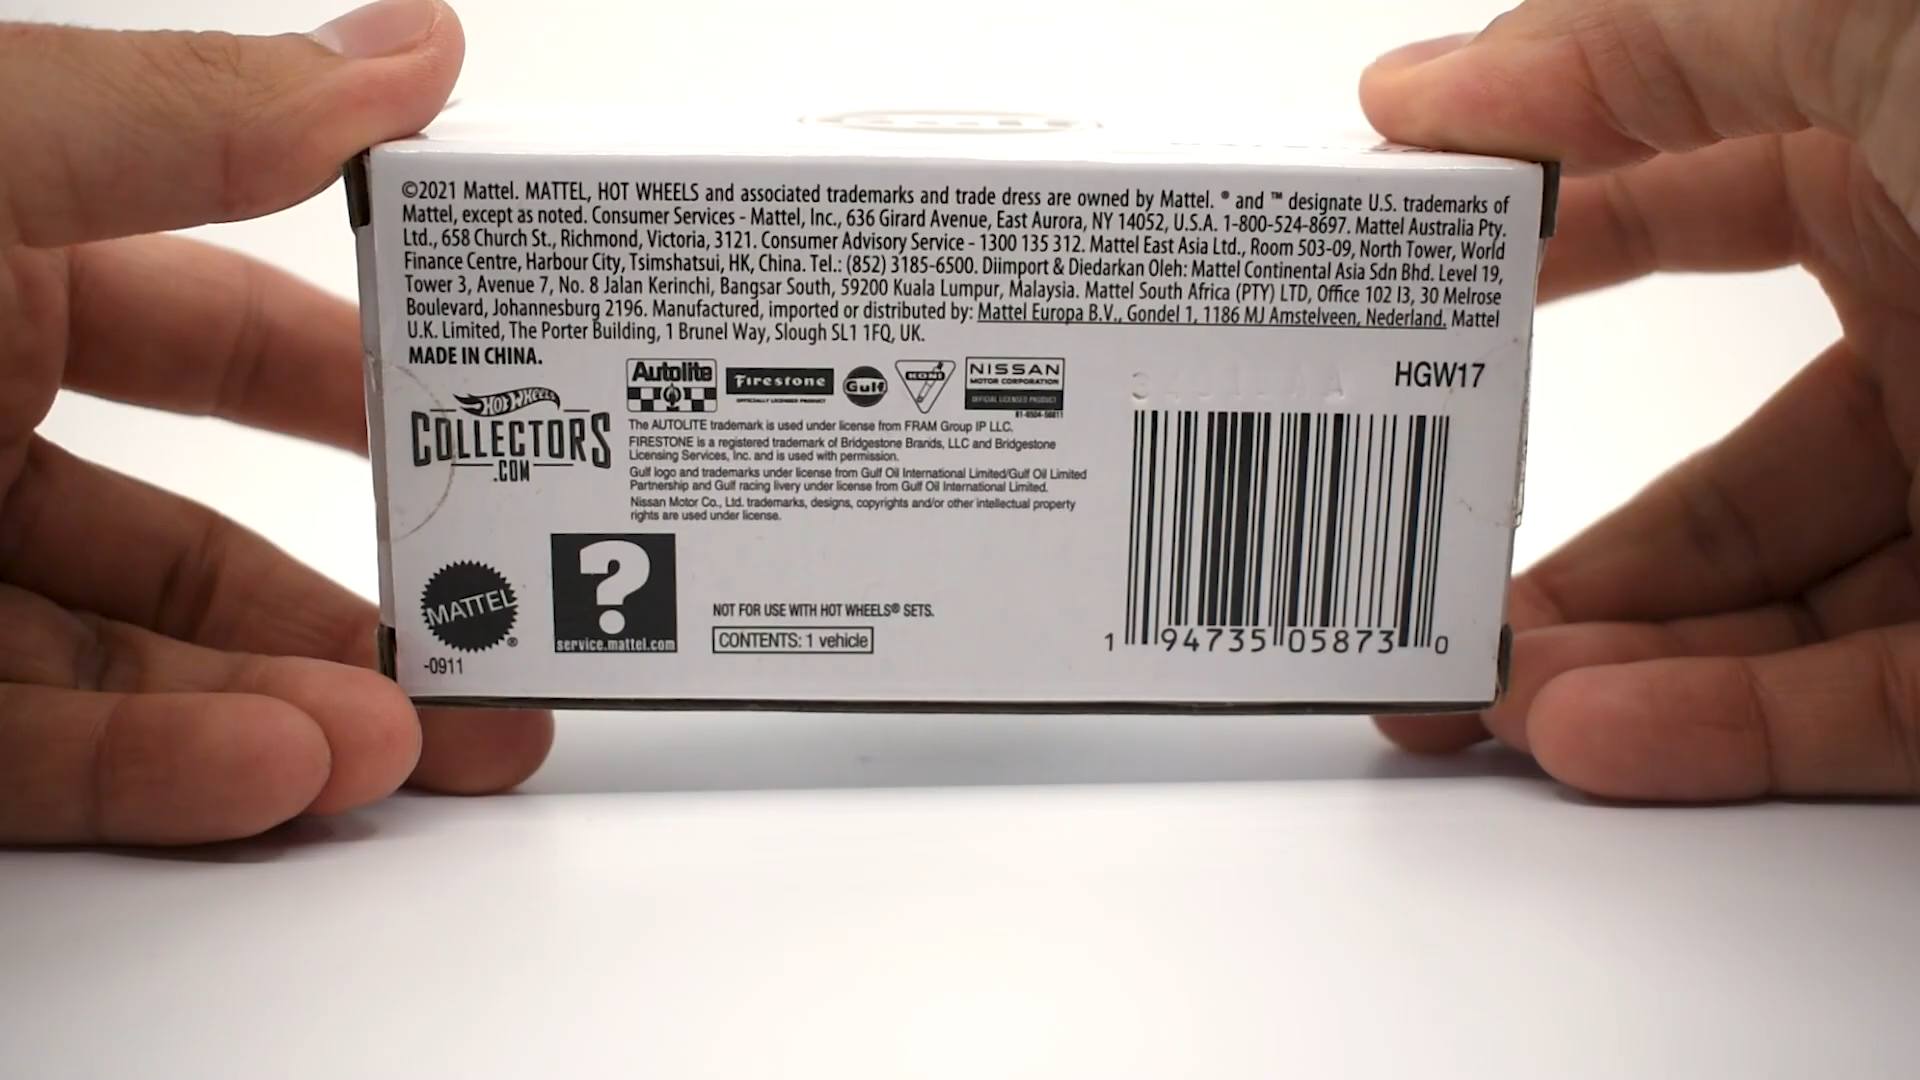 ©2021 Mattel. MATTEL, HOT WHEELS and associated trademarks and trade dress are owned by Mattel. ® and ™ designate U.S. trademarks of
Mattel, except as noted. Consumer Services - Mattel, Inc., 636 Girard Avenue, East Aurora, NY 14052, U.S.A. 1-800-524-8697. Mattel Australia Pty.
Ltd., 658 Church St., Richmond, Victoria, 3121. Consumer Advisory Service - 1300 135 312. Mattel East Asia Ltd., Room 503-09, North Tower, World
Finance Centre, Harbour City, Tsimshatsui, HK, China. Tel.: (852) 3185-6500. Diimport & Diedarkan Oleh: Mattel Continental Asia Sdn Bhd. Level 19,
Tower 3, Avenue 7, No. 8 Jalan Kerinchi, Bangsar South, 59200 Kuala Lumpur, Malaysia. Mattel South Africa (PTY) LTD, Office 102 I3, 30 Melrose
Boulevard, Johannesburg 2196. Manufactured, imported or distributed by: Mattel Europa B.V., Gondel 1, 1186 MJ Amstelveen, Nederland. Mattel
U.K. Limited, The Porter Building, 1 Brunel Way, Slough SL1 1FQ, UK.
MADE IN CHINA.
HOT WHEELS
COLLECTORS
.COM
Autolite
Firestone
OFFICIALLY LICENSED PRODUCT
Gulf
KONI
NISSAN
MOTOR CORPORATION
OFFICIAL LICENSED PRODUCT
HGW17
The AUTOLITE trademark is used under license from FRAM Group IP LLC.
FIRESTONE is a registered trademark of Bridgestone Brands, LLC and Bridgestone
Licensing Services, Inc. and is used with permission.
Gulf logo and trademarks under license from Gulf Oil International Limited/Gulf Oil Limited
Partnership and Gulf racing livery under license from Gulf Oil International Limited.
Nissan Motor Co., Ltd. trademarks, designs, copyrights and/or other intellectual property
rights are used under license.
MATTEL ®
-0911
?
service.mattel.com
NOT FOR USE WITH HOT WHEELS® SETS.
CONTENTS: 1 vehicle
1 94735 05873 0